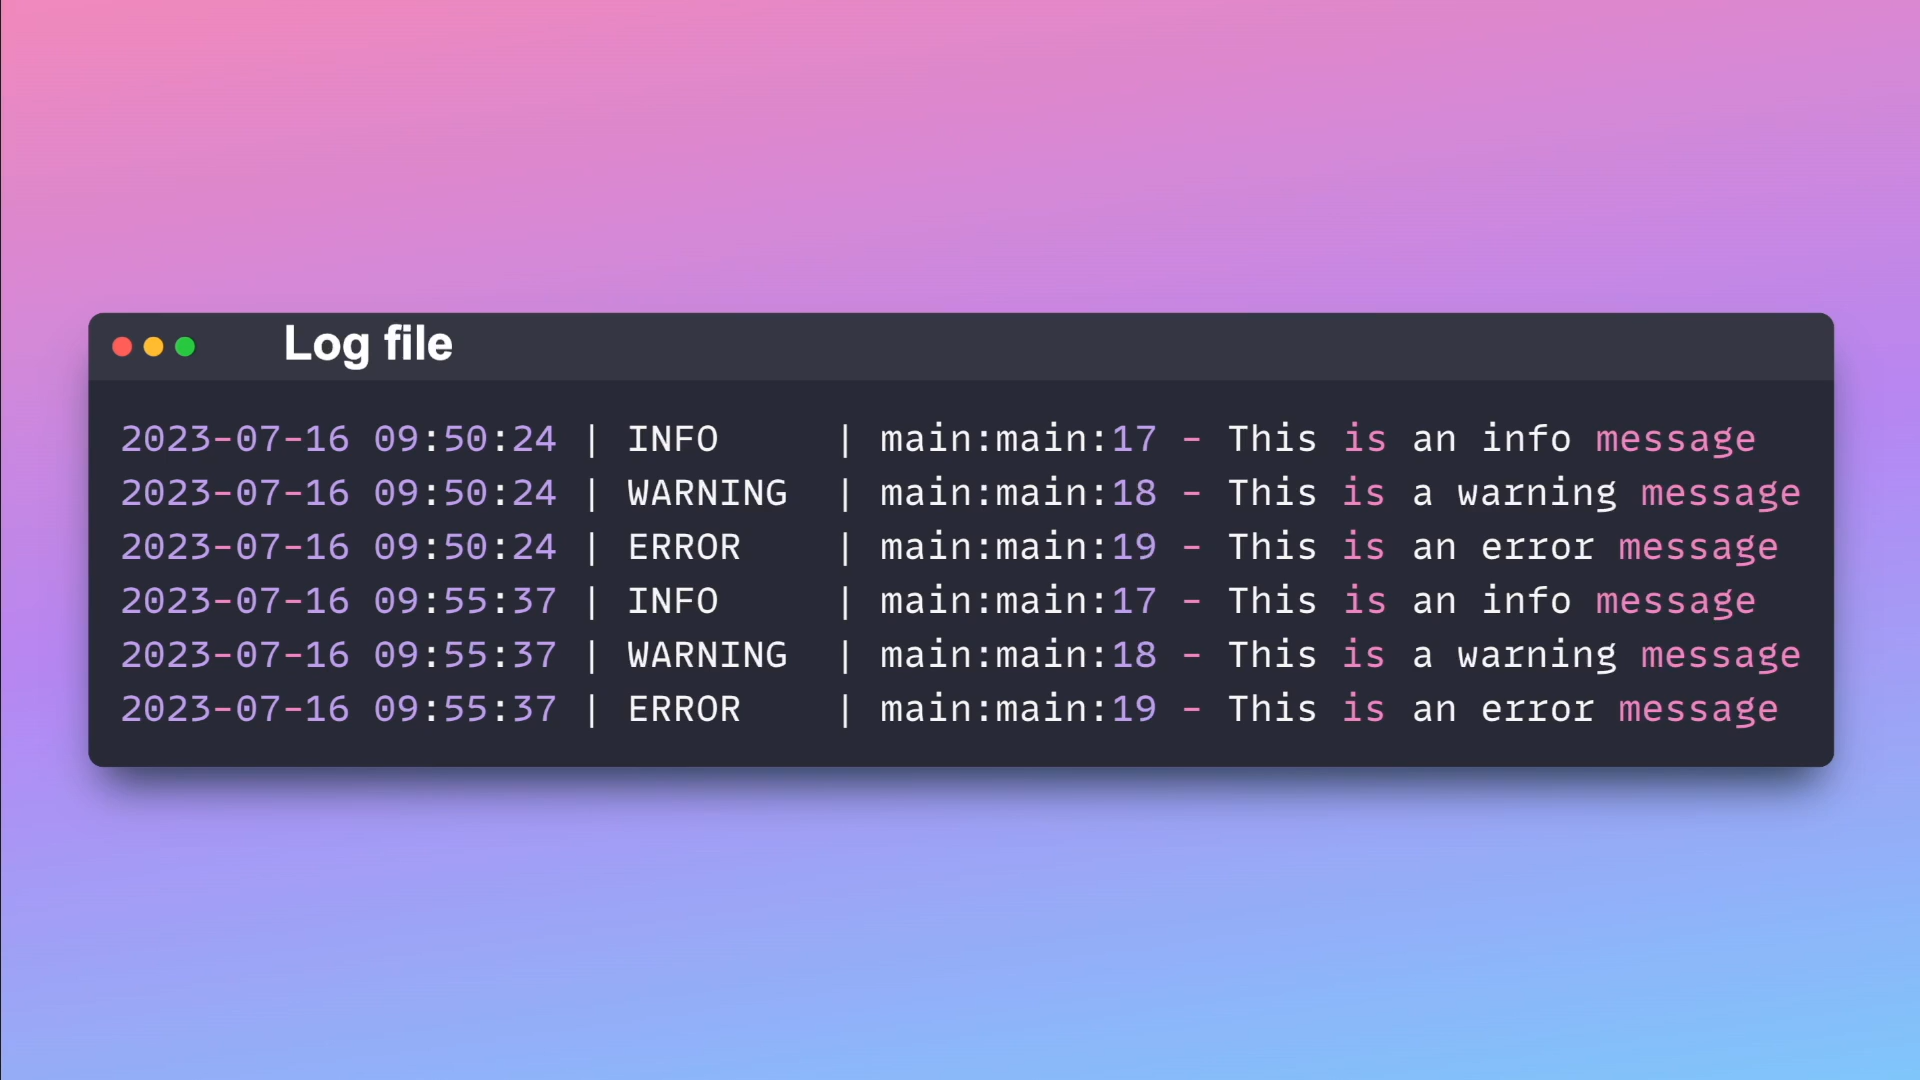 Log file
2023-07-16 09:50:24 | INFO     | main:main:17 - This is an info message
2023-07-16 09:50:24 | WARNING  | main:main:18 - This is a warning message
2023-07-16 09:50:24 | ERROR    | main:main:19 - This is an error message
2023-07-16 09:55:37 | INFO     | main:main:17 - This is an info message
2023-07-16 09:55:37 | WARNING  | main:main:18 - This is a warning message
2023-07-16 09:55:37 | ERROR    | main:main:19 - This is an error message